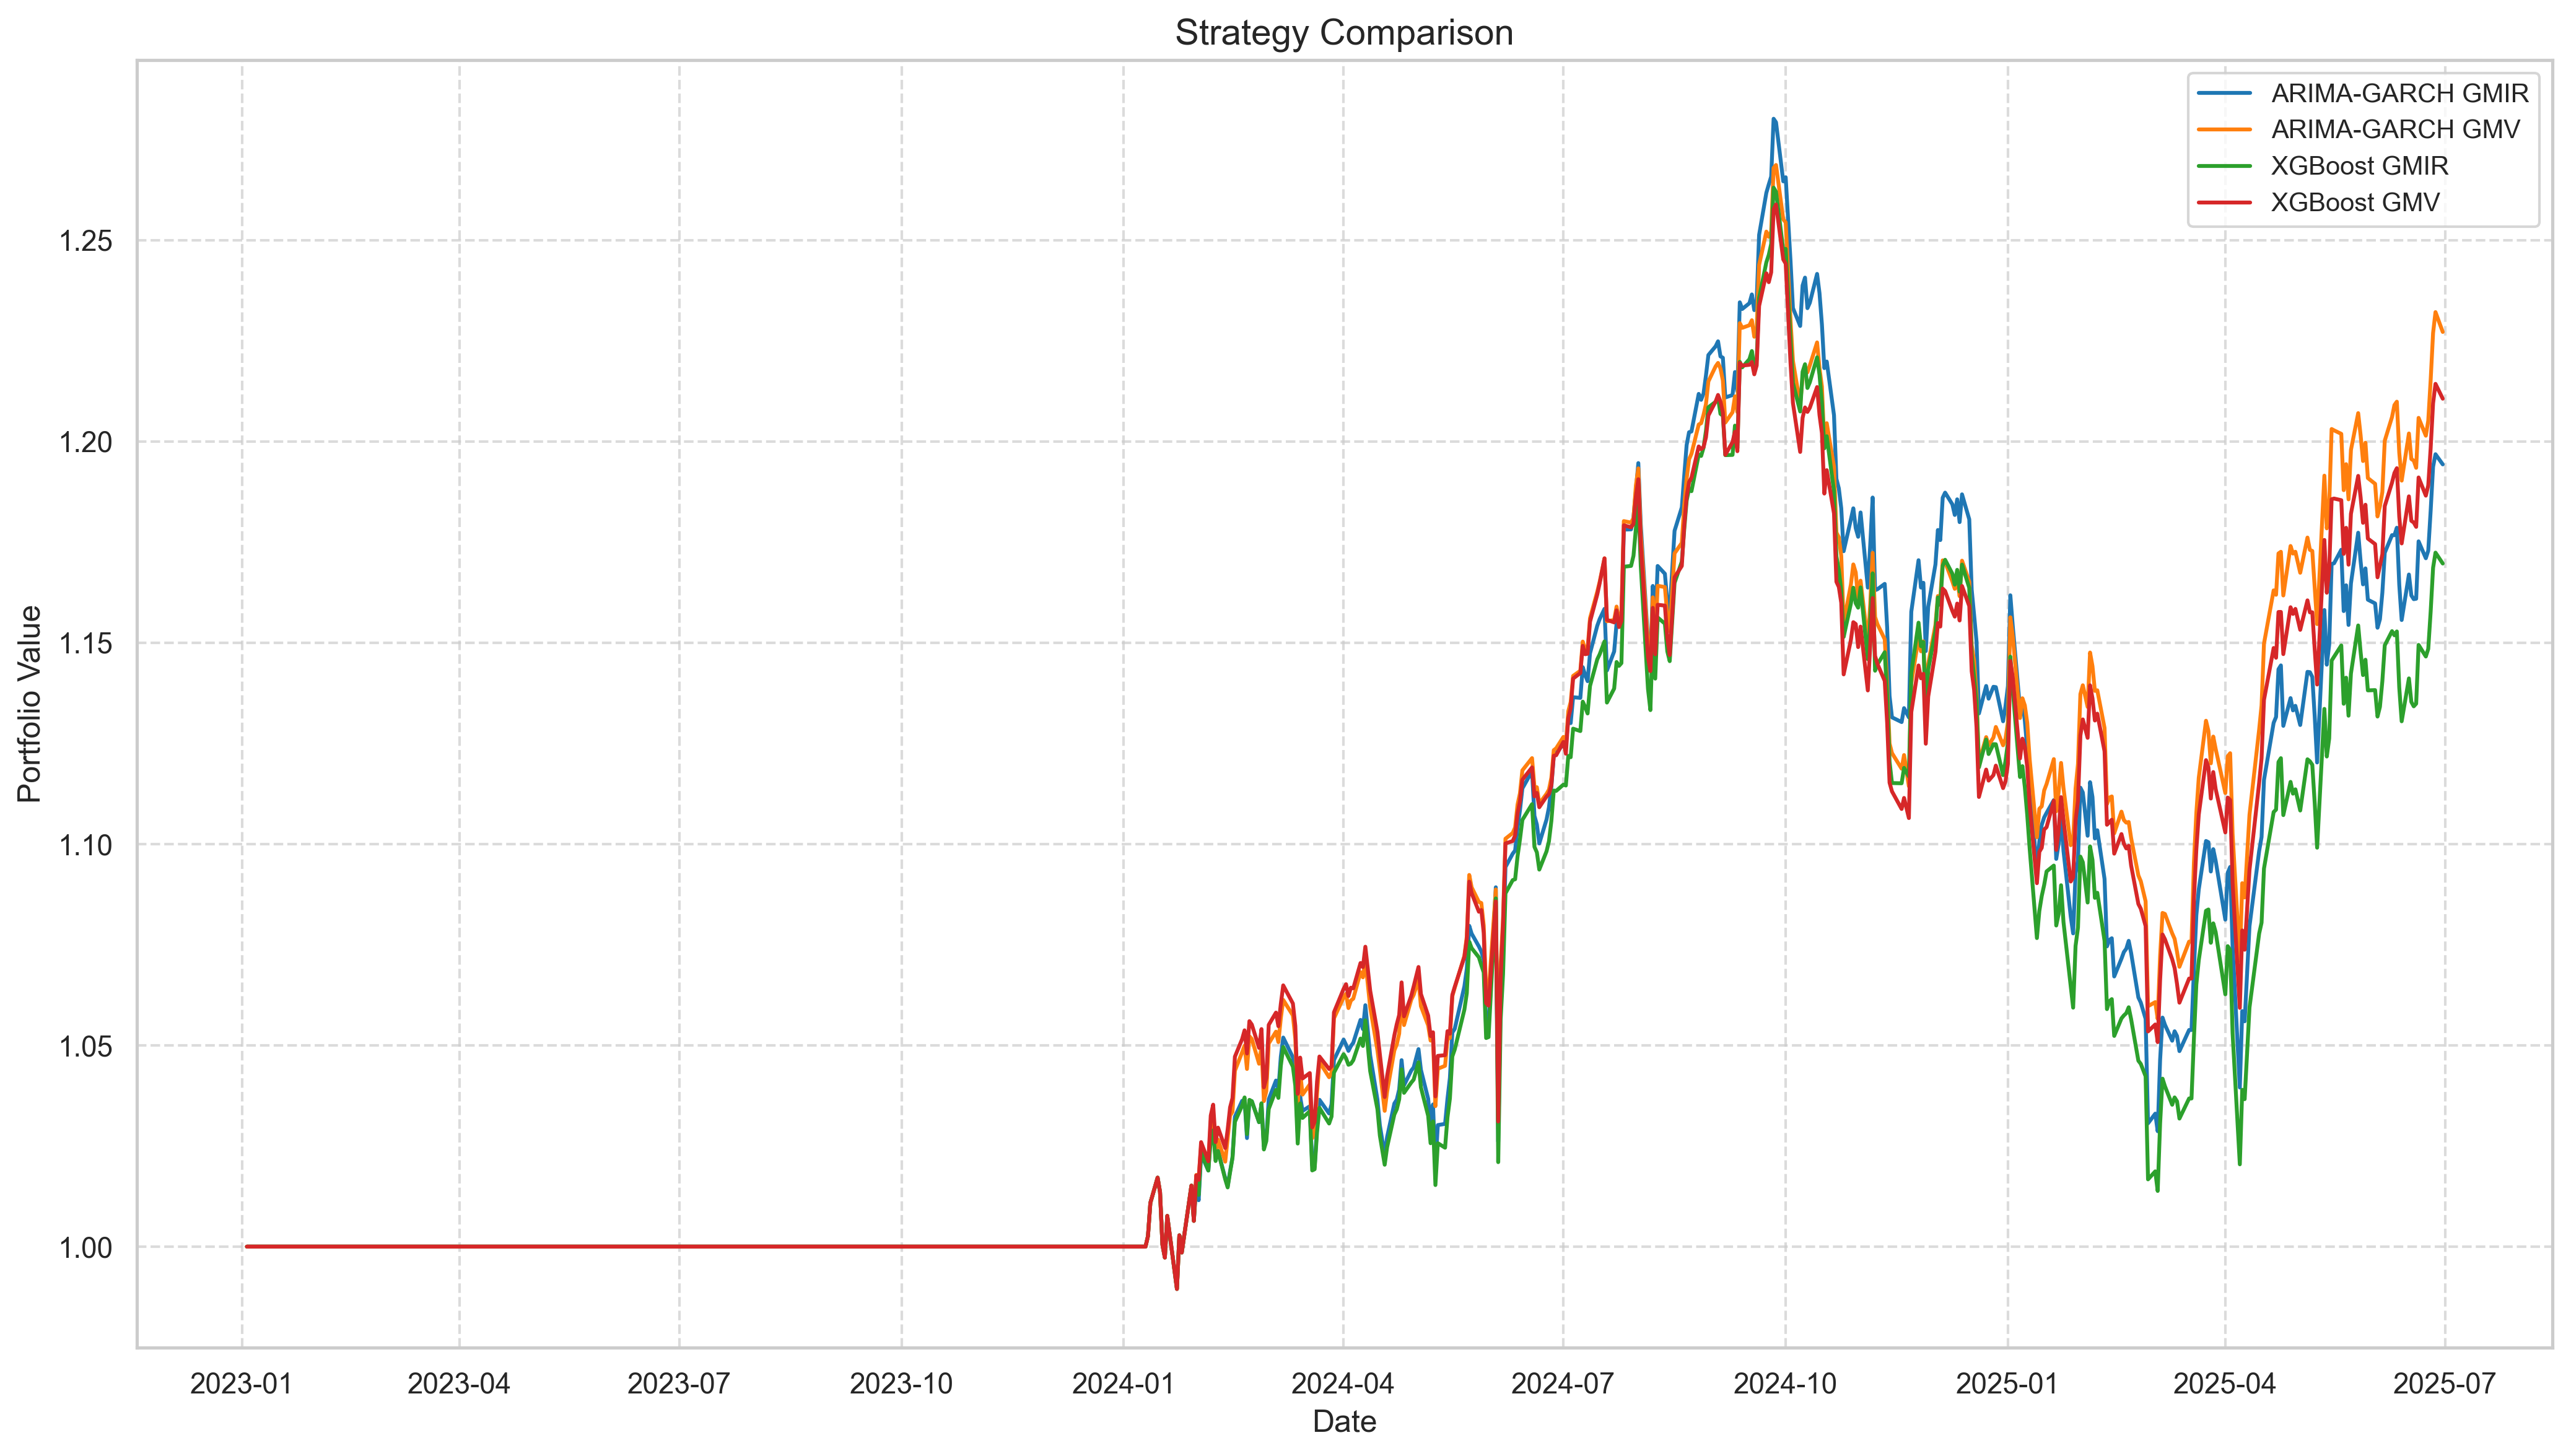 Strategy Comparison
ARIMA-GARCH GMIR
ARIMA-GARCH GMV
XGBoost GMIR
XGBoost GMV
Portfolio Value
1.25
1.20
1.15
1.10
1.05
1.00
2023-01
2023-04
2023-07
2023-10
2024-01
2024-04
2024-07
2024-10
2025-01
2025-04
2025-07
Date